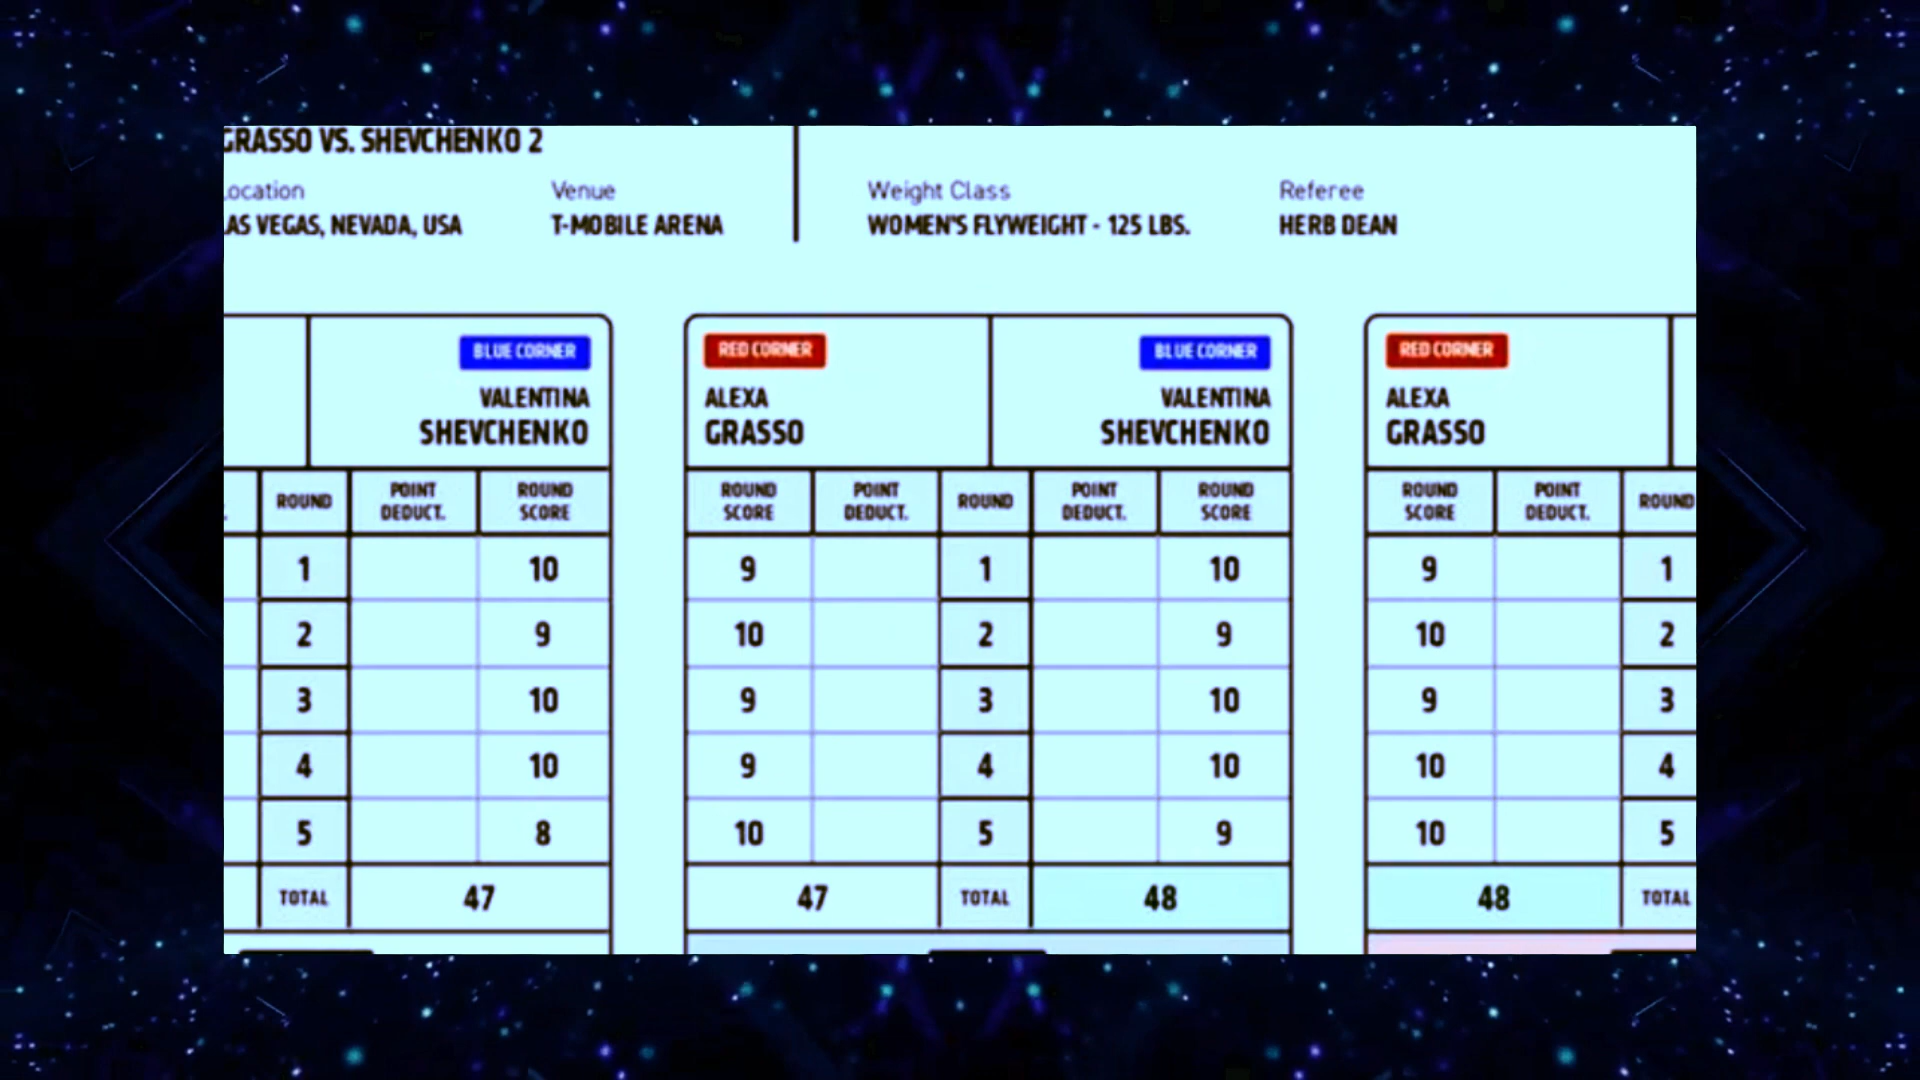 GRASSO VS. SHEVCHENKO 2
Location Venue Weight Class Referee
LAS VEGAS, NEVADA, USA T-MOBILE ARENA WOMEN'S FLYWEIGHT - 125 LBS. HERB DEAN
BLUE CORNER RED CORNER BLUE CORNER RED CORNER
VALENTINA ALEXA VALENTINA ALEXA
SHEVCHENKO GRASSO SHEVCHENKO GRASSO
ROUND POINT DEDUCT. ROUND SCORE ROUND SCORE POINT DEDUCT. ROUND POINT DEDUCT. ROUND SCORE ROUND SCORE POINT DEDUCT. ROUND
1 10 9 1 10 9 1
2 9 10 2 9 10 2
3 10 9 3 10 9 3
4 10 9 4 10 10 4
5 8 10 5 9 10 5
TOTAL 47 47 TOTAL 48 48 TOTAL